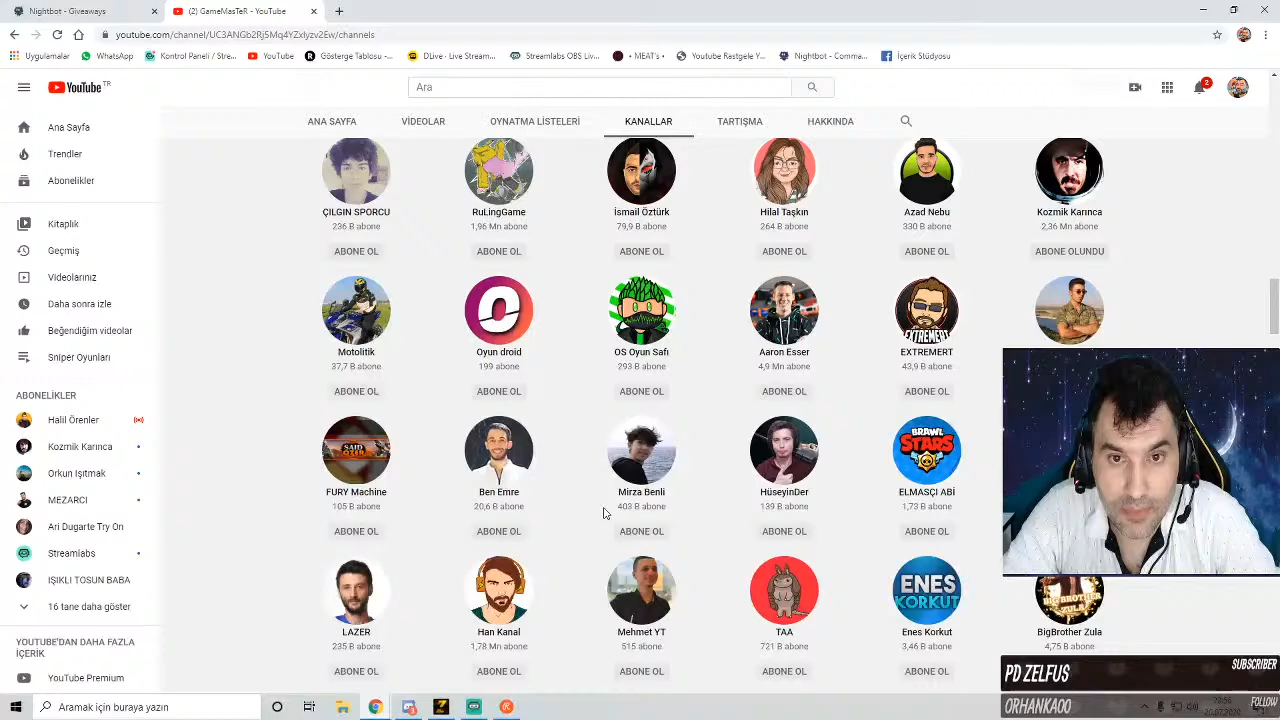 Nightbot - Giveaways
(2) GameMasTeR - YouTube
youtube.com/channel/UC3ANGb2Rj5Mq4YZxlyzv2Ew/channels
Uygulamalar
WhatsApp
Kontrol Paneli / Stre...
YouTube
Gösterge Tablosu -...
DLive · Live Stream...
Streamlabs OBS Liv...
• MEAT's •
Youtube Restgele Y...
Nightbot - Comma...
İçerik Stüdyosu
YouTube TR
Ara
2
ANA SAYFA
VİDEOLAR
OYNATMA LİSTELERİ
KANALLAR
TARTIŞMA
HAKKINDA
Ana Sayfa
Trendler
Abonelikler
Kitaplık
Geçmiş
Videolarınız
Daha sonra izle
Beğendiğim videolar
Sniper Oyunları
ABONELİKLER
Halil Örenler
Kozmik Karınca
Orkun Işıtmak
MEZARCI
Ari Dugarte Try On
Streamlabs
IŞIKLI TOSUN BABA
16 tane daha göster
YOUTUBE'DAN DAHA FAZLA
İÇERİK
YouTube Premium
ÇILGIN SPORCU
RuLingGame
İsmail Öztürk
Hilal Taşkın
Azad Nebu
Kozmik Karınca
236 B abone
1,96 Mn abone
79,9 B abone
264 B abone
330 B abone
2,36 Mn abone
ABONE OL
ABONE OL
ABONE OL
ABONE OL
ABONE OL
ABONE OLUNDU
EXTREMERT
Motolitik
Oyun droid
OS Oyun Safı
Aaron Esser
EXTREMERT
37,7 B abone
199 abone
293 B abone
4,9 Mn abone
43,9 B abone
ABONE OL
ABONE OL
ABONE OL
ABONE OL
ABONE OL
SAID
BRAWL
STARS
FURY Machine
Ben Emre
Mirza Benli
HüseyinDer
ELMASÇI ABİ
105 B abone
20,6 B abone
403 B abone
139 B abone
1,73 B abone
ABONE OL
ABONE OL
ABONE OL
ABONE OL
ABONE OL
ENES
KORKUT
BIG BROTHER
ZULA
LAZER
Han Kanal
Mehmet YT
TAA
Enes Korkut
BigBrother Zula
235 B abone
1,78 Mn abone
515 abone
721 B abone
3,46 B abone
4,75 B abone
ABONE OL
ABONE OL
ABONE OL
ABONE OL
ABONE OL
SUBSCRIBER
PD ZELFUS
ORHANKA00
FOLLOW
Aramak için buraya yazın